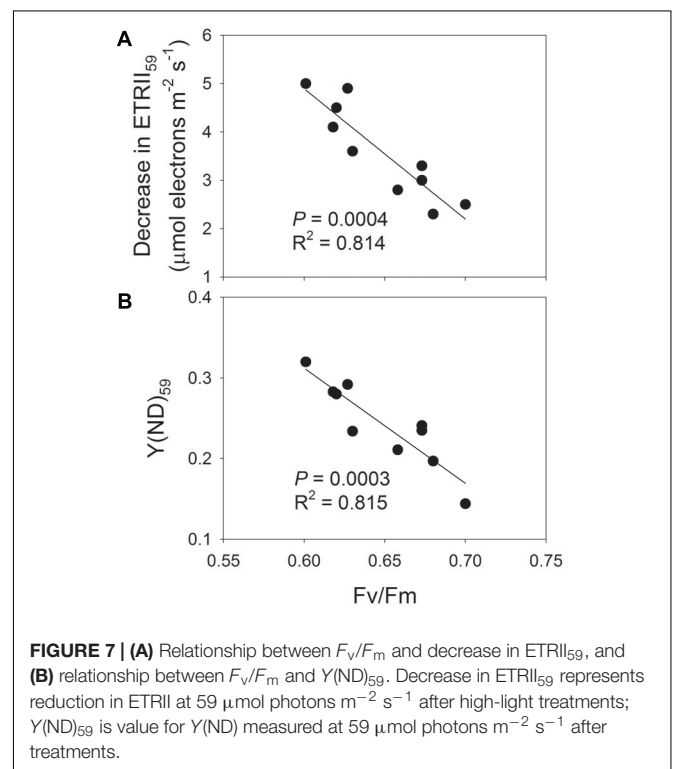 A
Decrease in ETRII59
(μmol electrons m-2 s-1)
6
5
4
3
2
1
P = 0.0004
R2 = 0.814
B
Y(ND)59
0.4
0.3
0.2
0.1
P = 0.0003
R2 = 0.815
0.55 0.60 0.65 0.70 0.75
Fv/Fm
FIGURE 7 | (A) Relationship between Fv/Fm and decrease in ETRII59, and
(B) relationship between Fv/Fm and Y(ND)59. Decrease in ETRII59 represents
reduction in ETRII at 59 μmol photons m−2 s−1 after high-light treatments;
Y(ND)59 is value for Y(ND) measured at 59 μmol photons m−2 s−1 after
treatments.